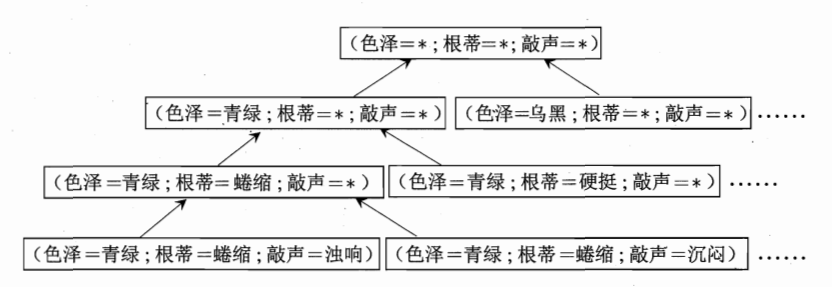 （色泽=*；根蒂=*；敲声=*）
（色泽=青绿；根蒂=*；敲声=*） （色泽=乌黑；根蒂=*；敲声=*） ……
（色泽=青绿；根蒂=蜷缩；敲声=*） （色泽=青绿；根蒂=硬挺；敲声=*） ……
（色泽=青绿；根蒂=蜷缩；敲声=浊响） （色泽=青绿；根蒂=蜷缩；敲声=沉闷） ……